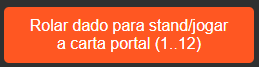 Rolar dado para stand/jogar
a carta portal (1..12)